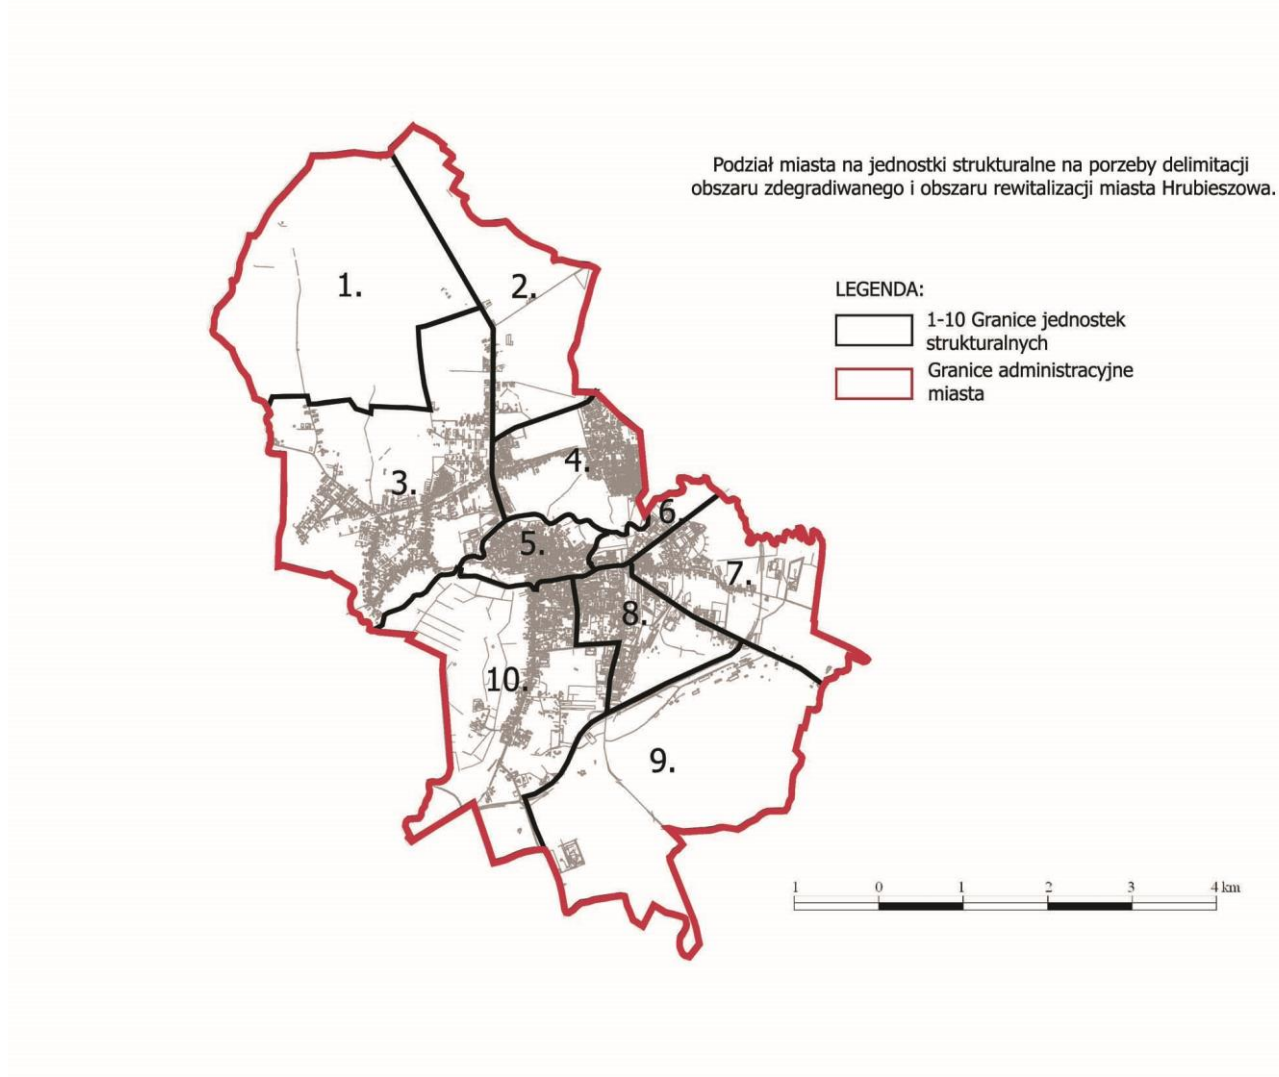 Podział miasta na jednostki strukturalne na porzeby delimitacji
obszaru zdegradiwanego i obszaru rewitalizacji miasta Hrubieszowa.
LEGENDA:
1-10 Granice jednostek
strukturalnych
Granice administracyjne
miasta
1.
2.
3.
4.
5.
6.
7.
8.
9.
10.
1 0 1 2 3 4 km